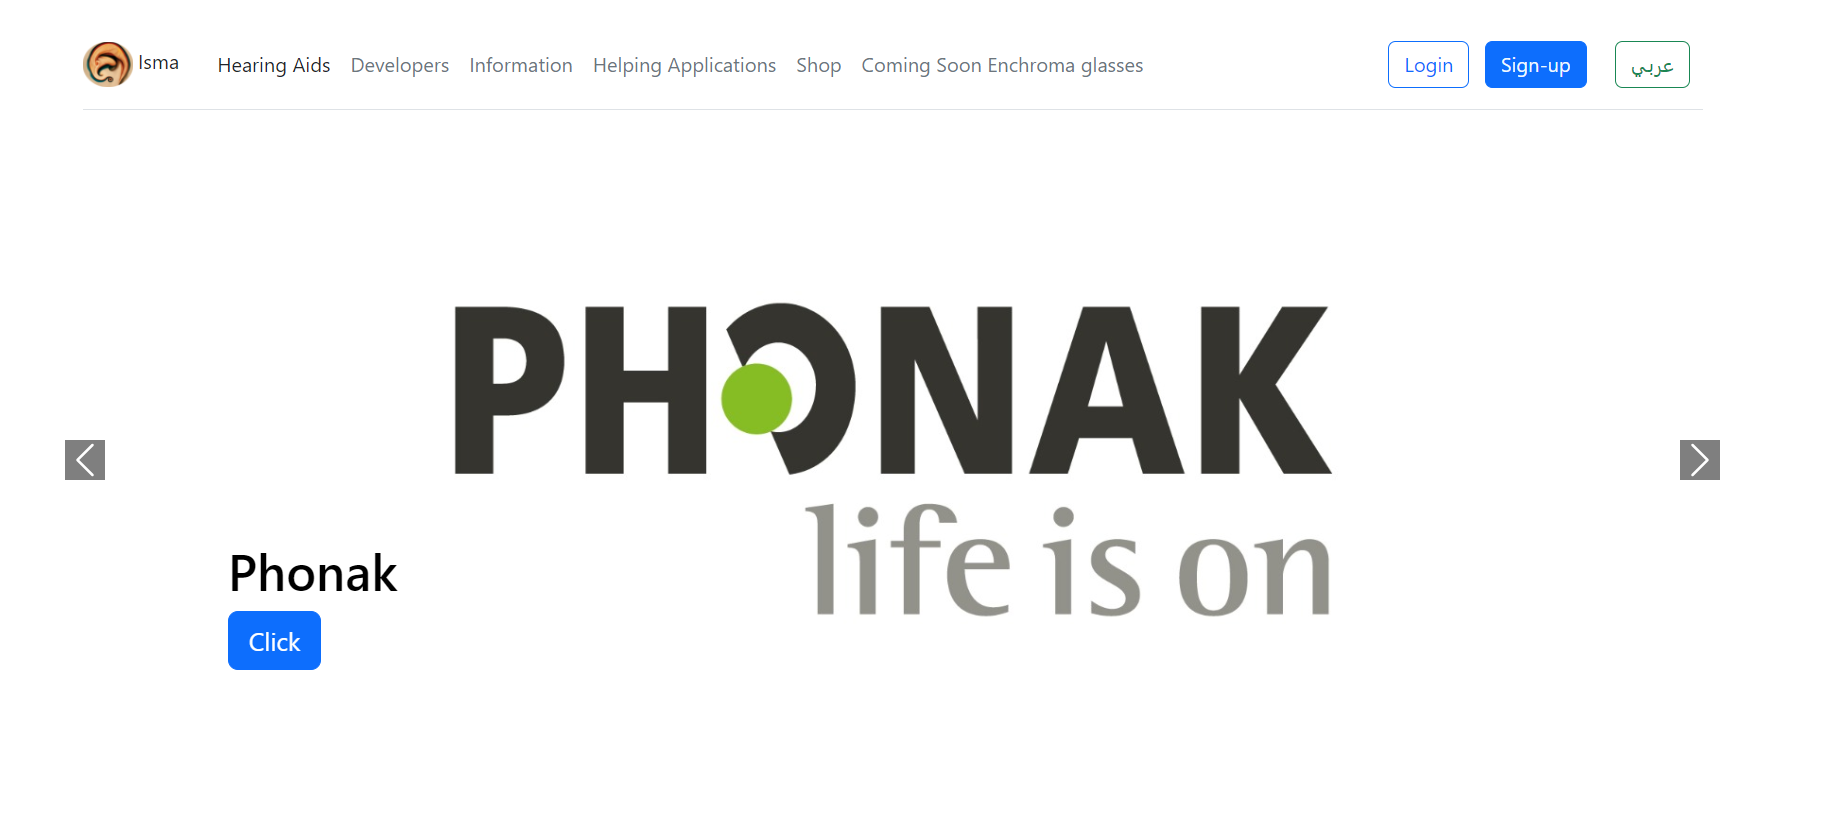 Isma Hearing Aids Developers Information Helping Applications Shop Coming Soon Enchroma glasses Login Sign-up عربي
PHONAK
life is on
Phonak
Click